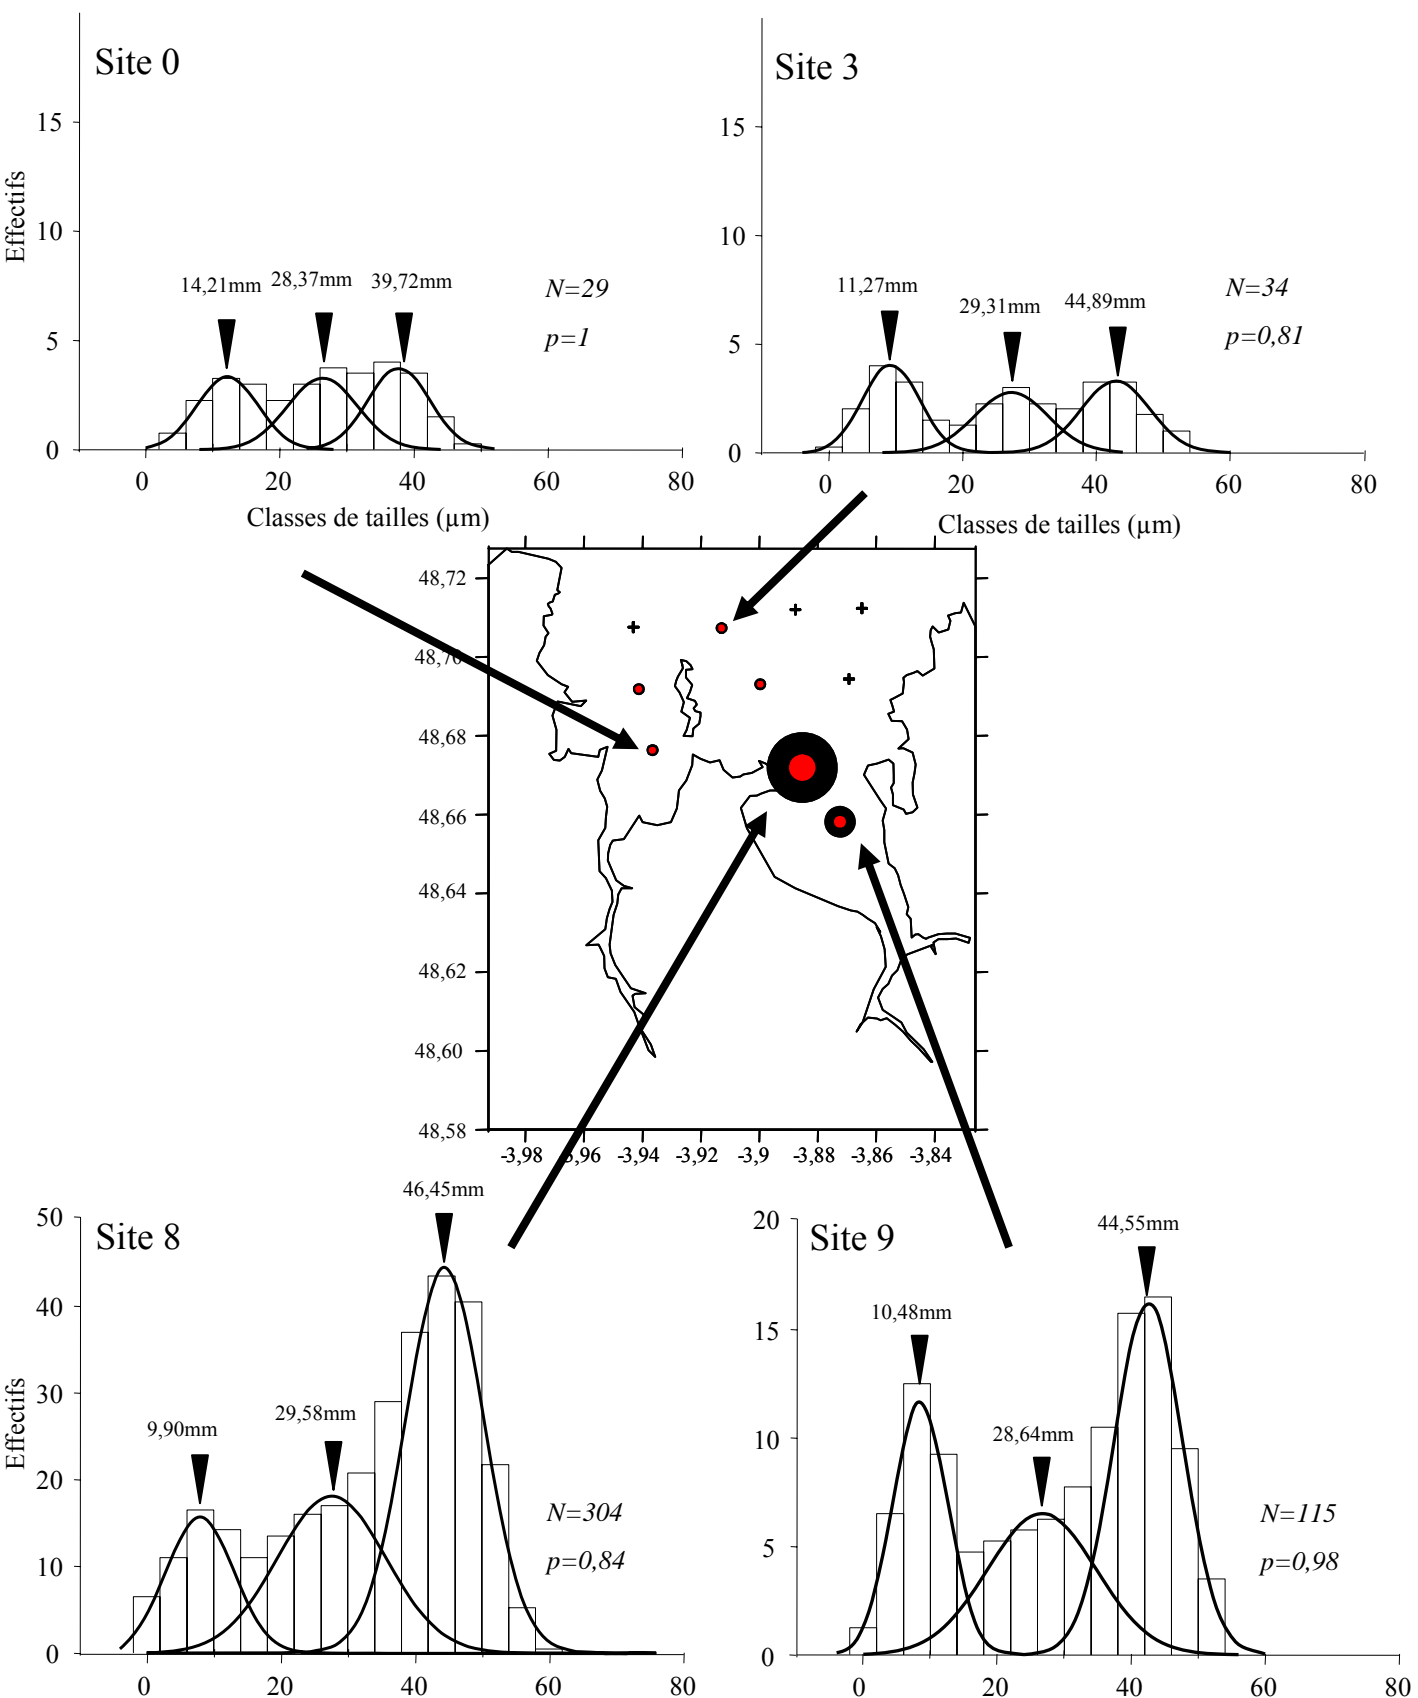 Site 0
15
Effectifs
10
5
0
14,21mm
28,37mm
39,72mm
N=29
p=1
0
20
40
60
80
Classes de tailles (µm)
Site 3
15
10
5
0
11,27mm
29,31mm
44,89mm
N=34
p=0,81
0
20
40
60
80
Classes de tailles (µm)
48,72
48,70
48,68
48,66
48,64
48,62
48,60
48,58
-3,98
-3,96
-3,94
-3,92
-3,9
-3,88
-3,86
-3,84
Site 8
50
40
30
20
10
0
Effectifs
9,90mm
29,58mm
46,45mm
N=304
p=0,84
0
20
40
60
80
Site 9
20
15
10
5
0
10,48mm
28,64mm
44,55mm
N=115
p=0,98
0
20
40
60
80